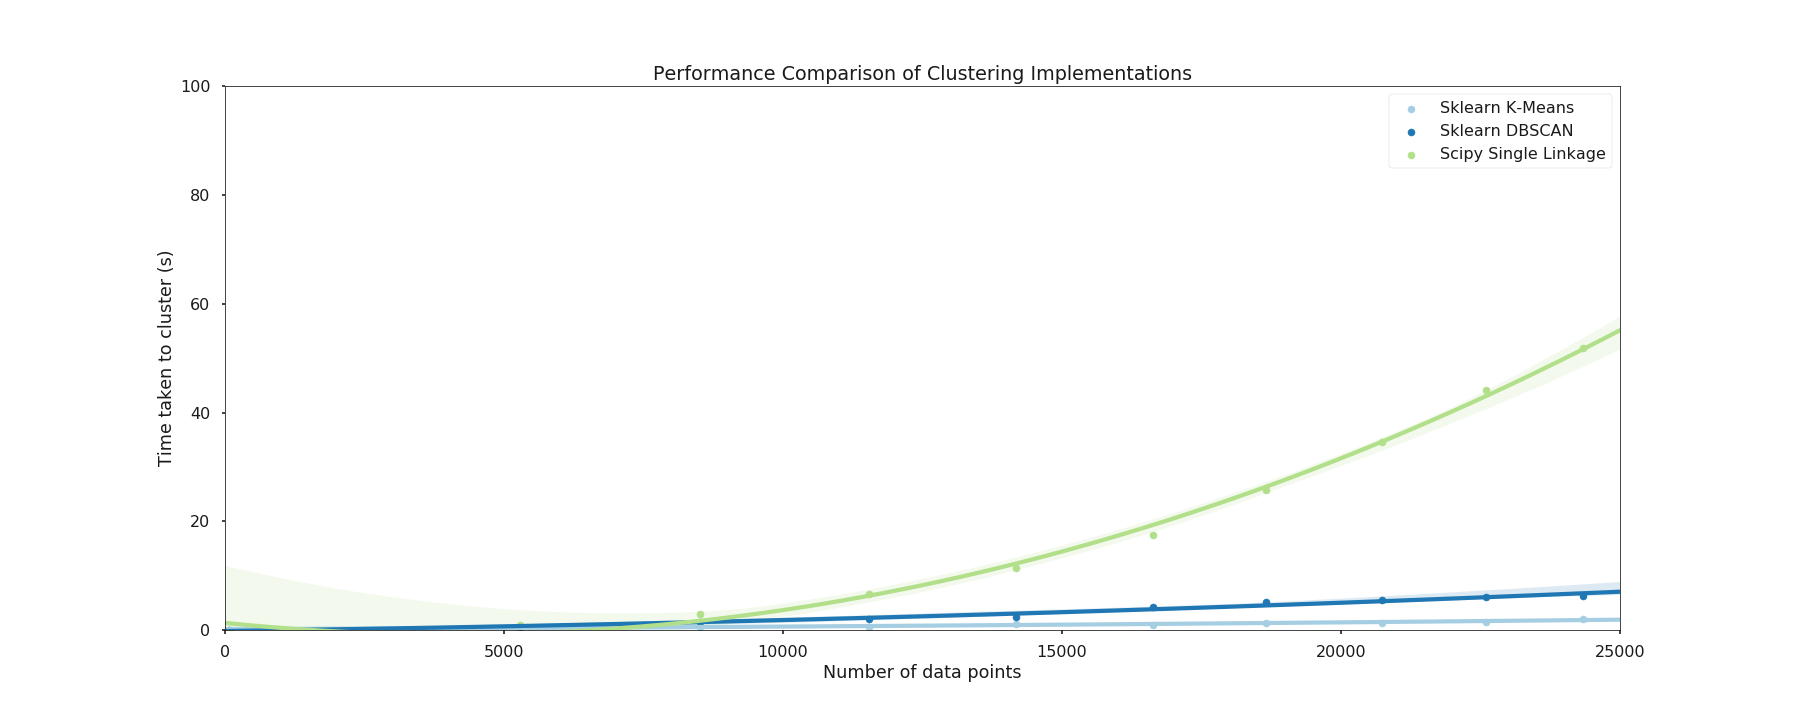 Performance Comparison of Clustering Implementations
100
80
60
40
20
0
Time taken to cluster (s)
Sklearn K-Means
Sklearn DBSCAN
Scipy Single Linkage
0 5000 10000 15000 20000 25000
Number of data points